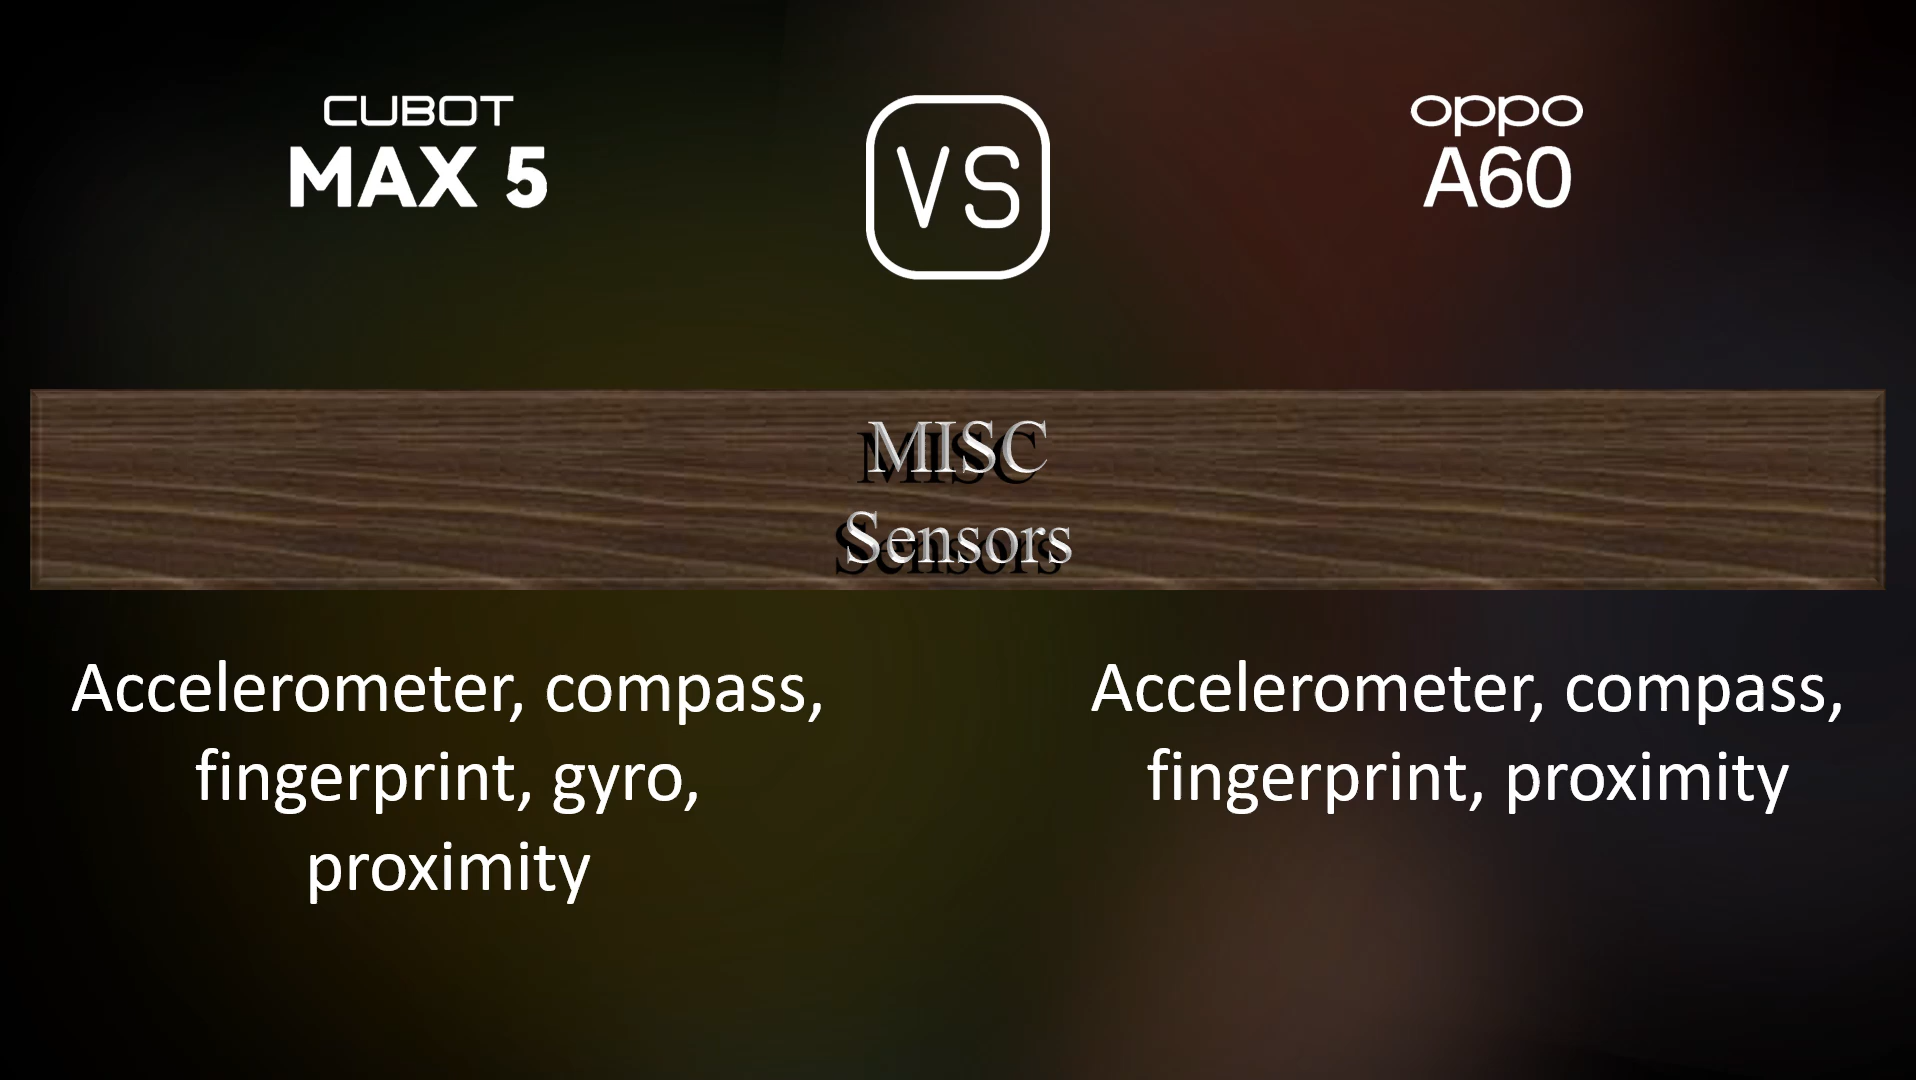 CUBOT
MAX 5
VS
oppo
A60
MISC
Sensors
Accelerometer, compass,
fingerprint, gyro,
proximity
Accelerometer, compass,
fingerprint, proximity